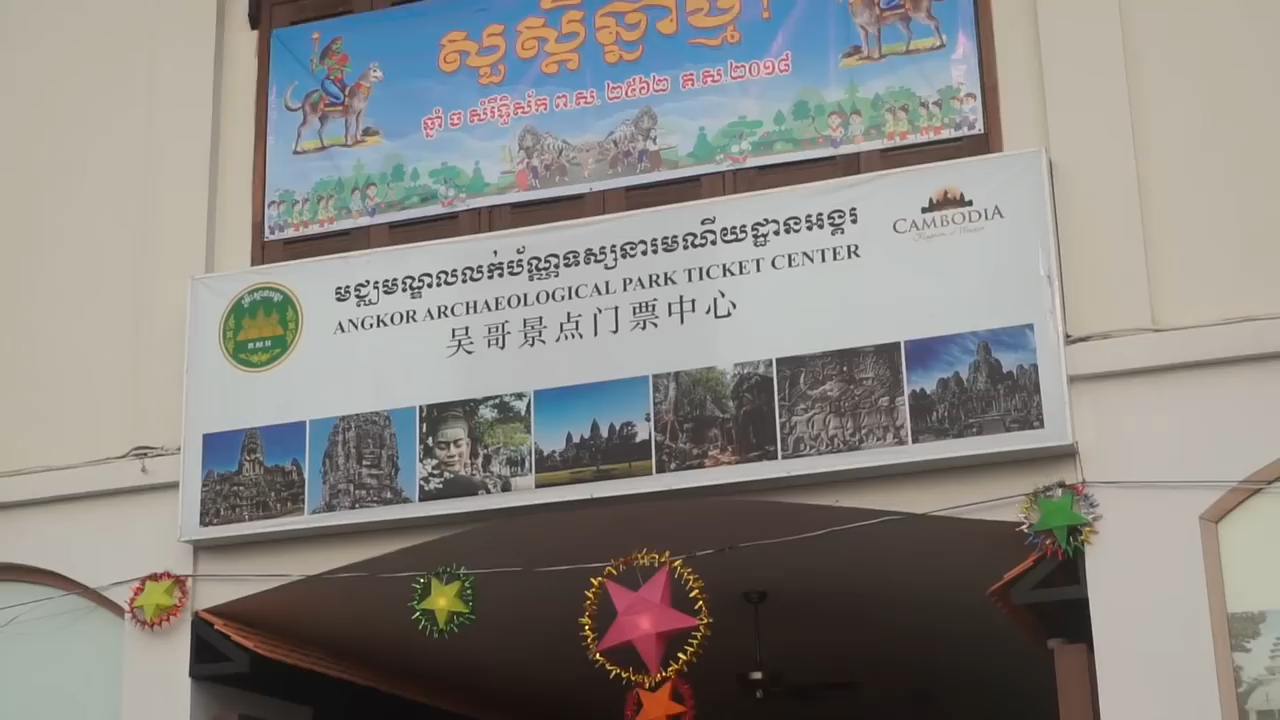 សួស្តីឆ្នាំថ្មី!
ឆ្នាំ ច សំរឹទ្ធិស័ក ព.ស. ២៥៦២ គ.ស.២០១៨
CAMBODIA
Kingdom of Wonder
មជ្ឈមណ្ឌលលក់ប័ណ្ណទស្សនារមណីយដ្ឋានអង្គរ
ANGKOR ARCHAEOLOGICAL PARK TICKET CENTER
吴哥景点门票中心